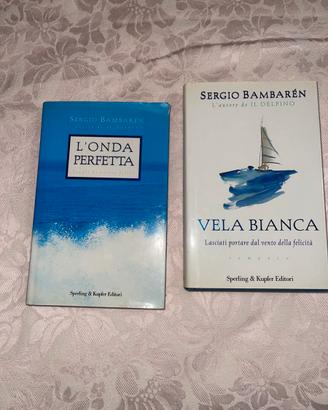 SERGIO BAMBARÉN
L'ONDA
PERFETTA
Sperling & Kupfer Editori
SERGIO BAMBARÉN
L'autore de IL DELFINO
VELA BIANCA
Lasciati portare dal vento della felicità
romanzo
Sperling & Kupfer Editori